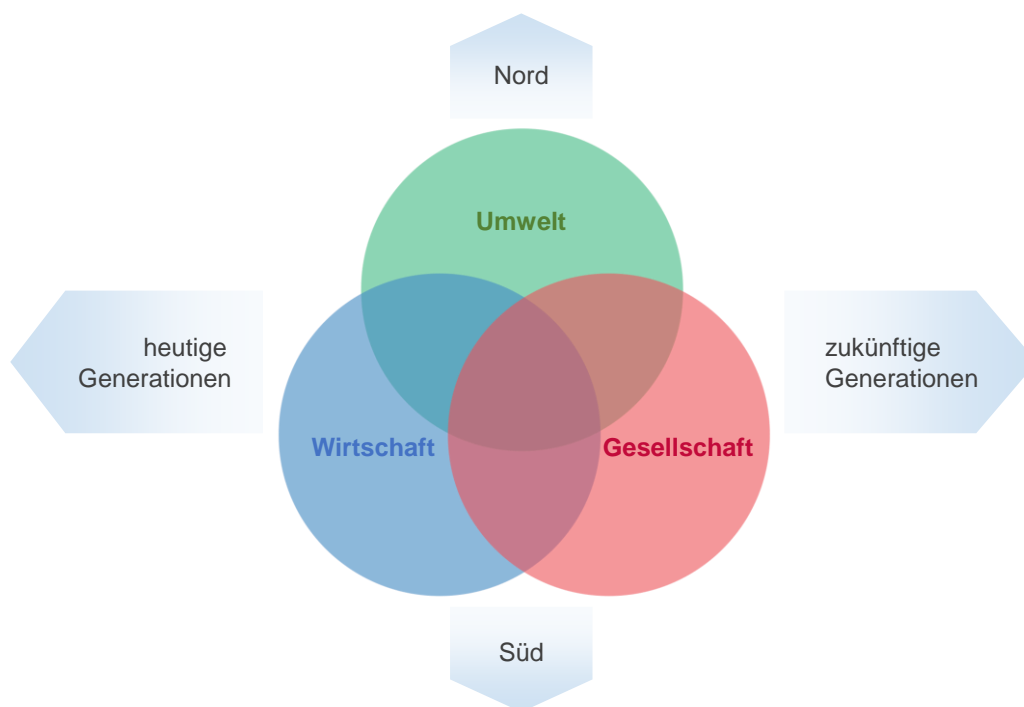 Nord
Umwelt
heutige
Generationen
zukünftige
Generationen
Wirtschaft
Gesellschaft
Süd